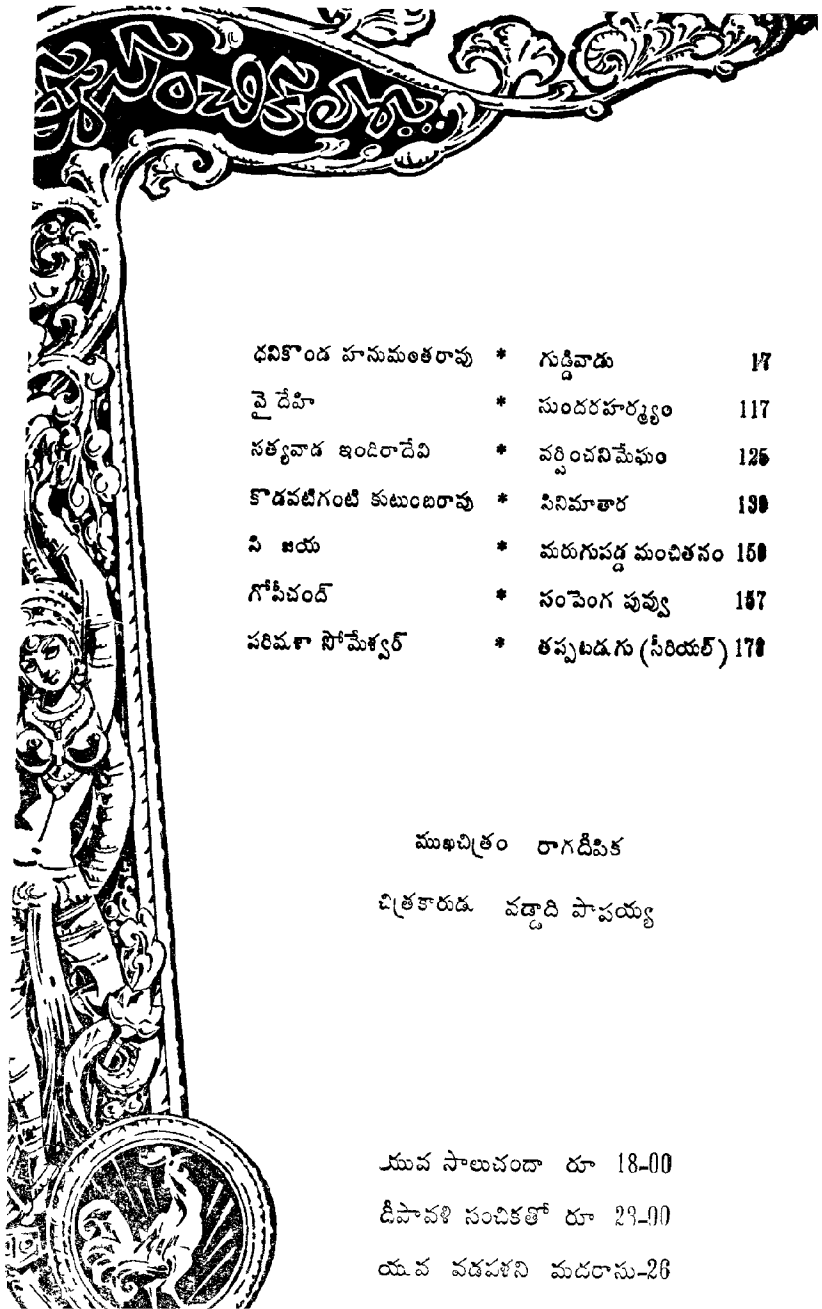 ఈ సంచికలో...
ధనికొండ హనుమంతరావు * గుడ్డివాడు 17
వైదేహి * సుందరహర్మ్యం 117
సత్యవాడ ఇందిరాదేవి * వర్షించనిమేఘం 125
కొడవటిగంటి కుటుంబరావు * సినిమాతార 139
సి జయ * మరుగుపడ్డ మంచితనం 150
గోపీచంద్ * సంపెంగ పువ్వు 157
పరిమళా సోమేశ్వర్ * తప్పటడుగు (సీరియల్) 178
ముఖచిత్రం రాగదీపిక
చిత్రకారుడు వడ్డాది పాపయ్య
యువ సాలుచందా రూ 18-00
దీపావళి సంచికతో రూ 23-00
యువ వడపళని మదరాసు-26